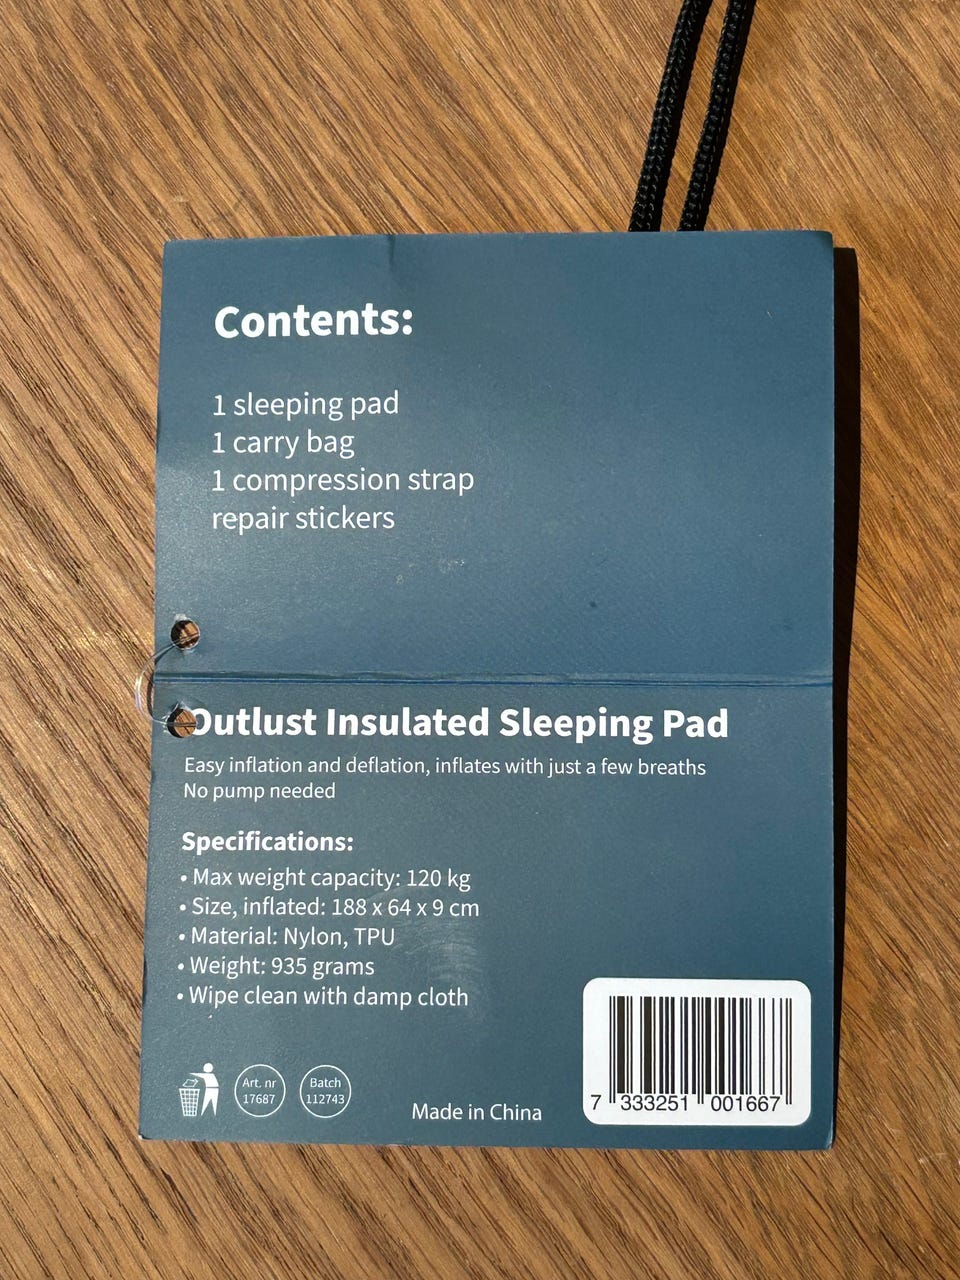 Contents:
1 sleeping pad
1 carry bag
1 compression strap
repair stickers
Outlust Insulated Sleeping Pad
Easy inflation and deflation, inflates with just a few breaths
No pump needed
Specifications:
• Max weight capacity: 120 kg
• Size, inflated: 188 x 64 x 9 cm
• Material: Nylon, TPU
• Weight: 935 grams
• Wipe clean with damp cloth
Art. nr
17687
Batch
112743
Made in China
7 333251 001667